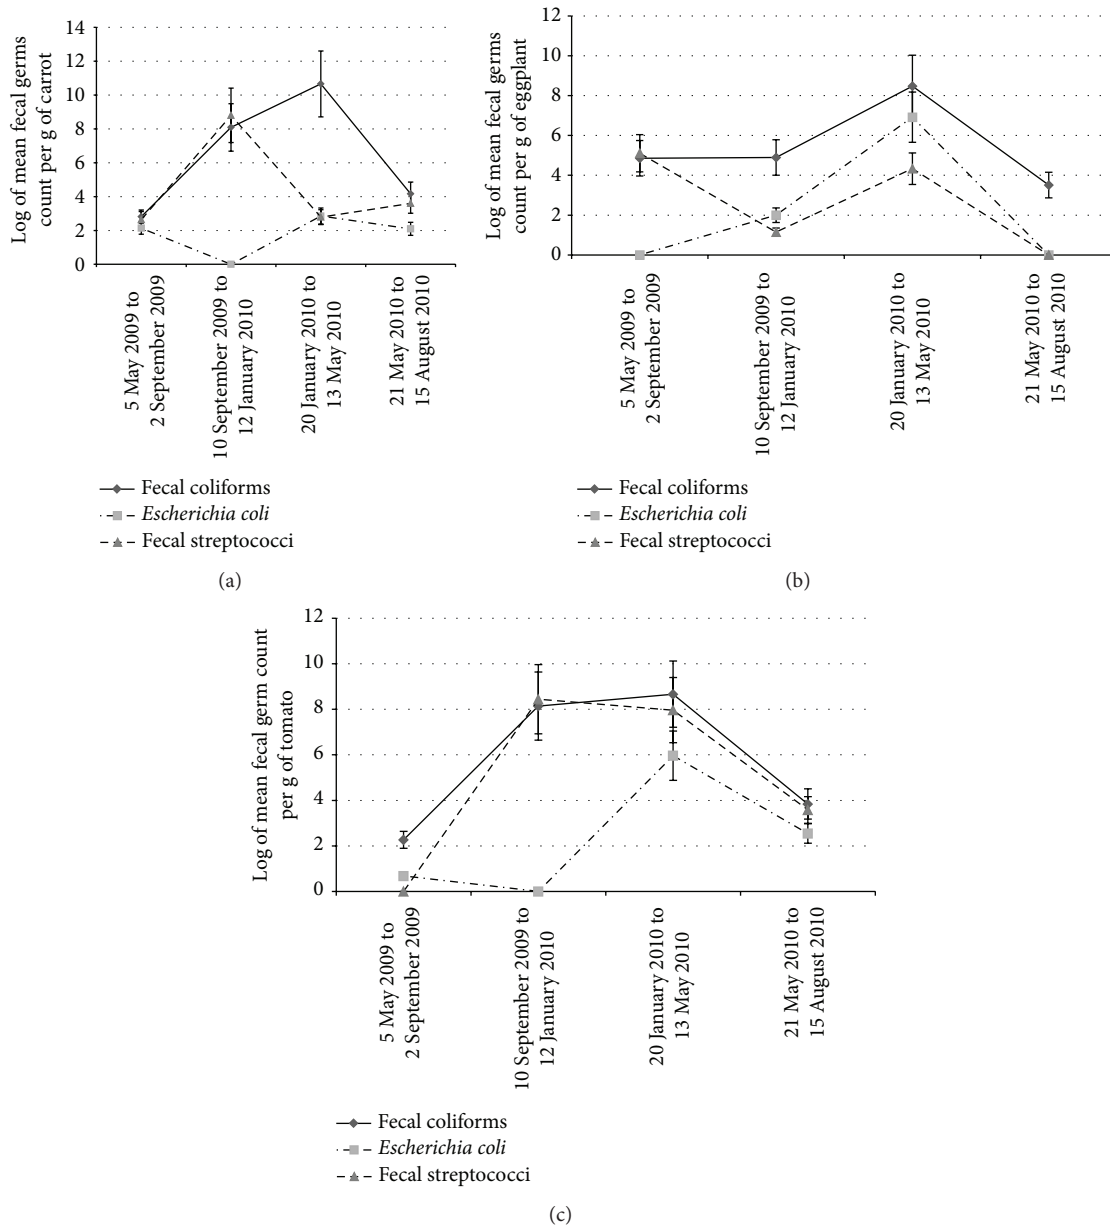 Log of mean fecal germs
count per g of carrot
14
12
10
8
6
4
2
0
5 May 2009 to
2 September 2009
10 September 2009 to
12 January 2010
20 January 2010 to
13 May 2010
21 May 2010 to
15 August 2010
Fecal coliforms
Escherichia coli
Fecal streptococci
(a)
Log of mean fecal germs
count per g of eggplant
12
10
8
6
4
2
0
5 May 2009 to
2 September 2009
10 September 2009 to
12 January 2010
20 January 2010 to
13 May 2010
21 May 2010 to
15 August 2010
Fecal coliforms
Escherichia coli
Fecal streptococci
(b)
Log of mean fecal germ count
per g of tomato
12
10
8
6
4
2
0
5 May 2009 to
2 September 2009
10 September 2009 to
12 January 2010
20 January 2010 to
13 May 2010
21 May 2010 to
15 August 2010
Fecal coliforms
Escherichia coli
Fecal streptococci
(c)